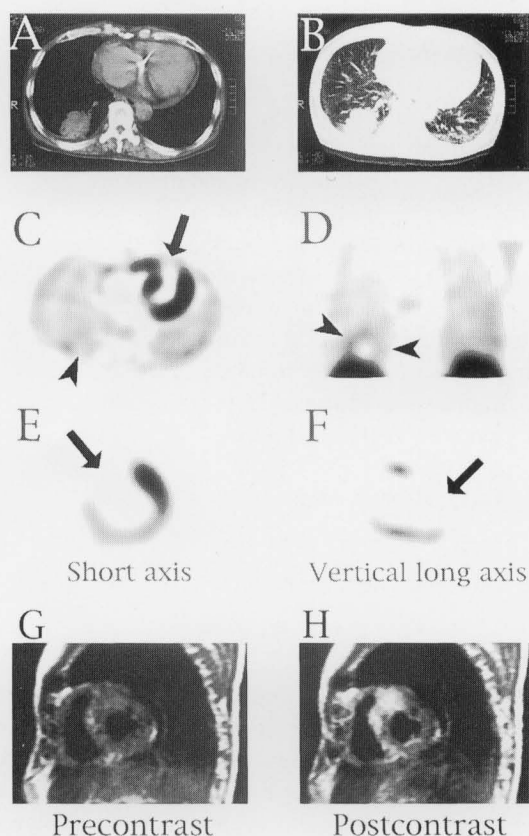 A
B
R
R
C
D
E
F
Short axis
Vertical long axis
G
H
Precontrast
Postcontrast